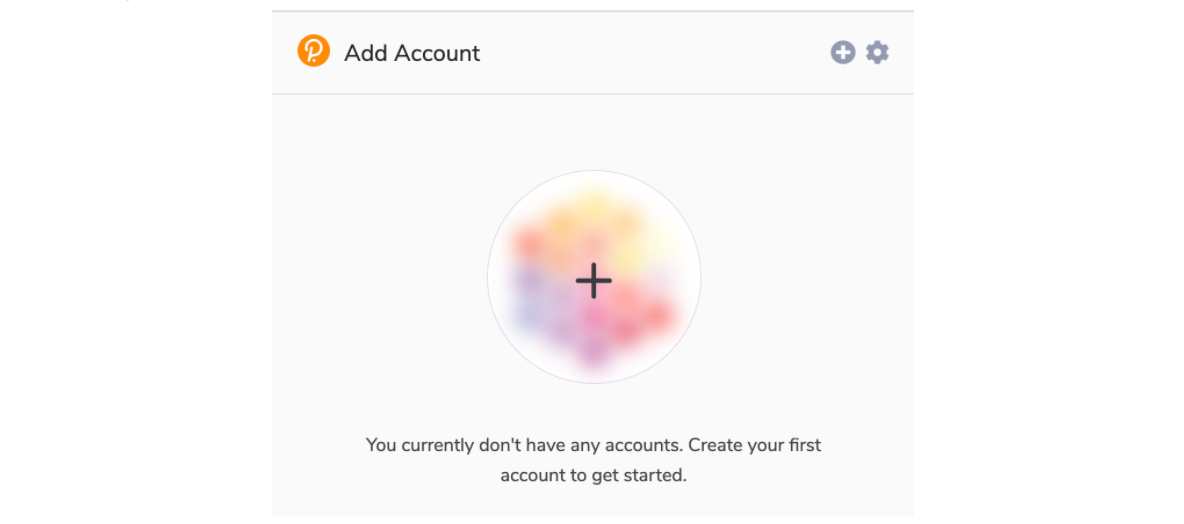 Add Account
You currently don't have any accounts. Create your first
account to get started.